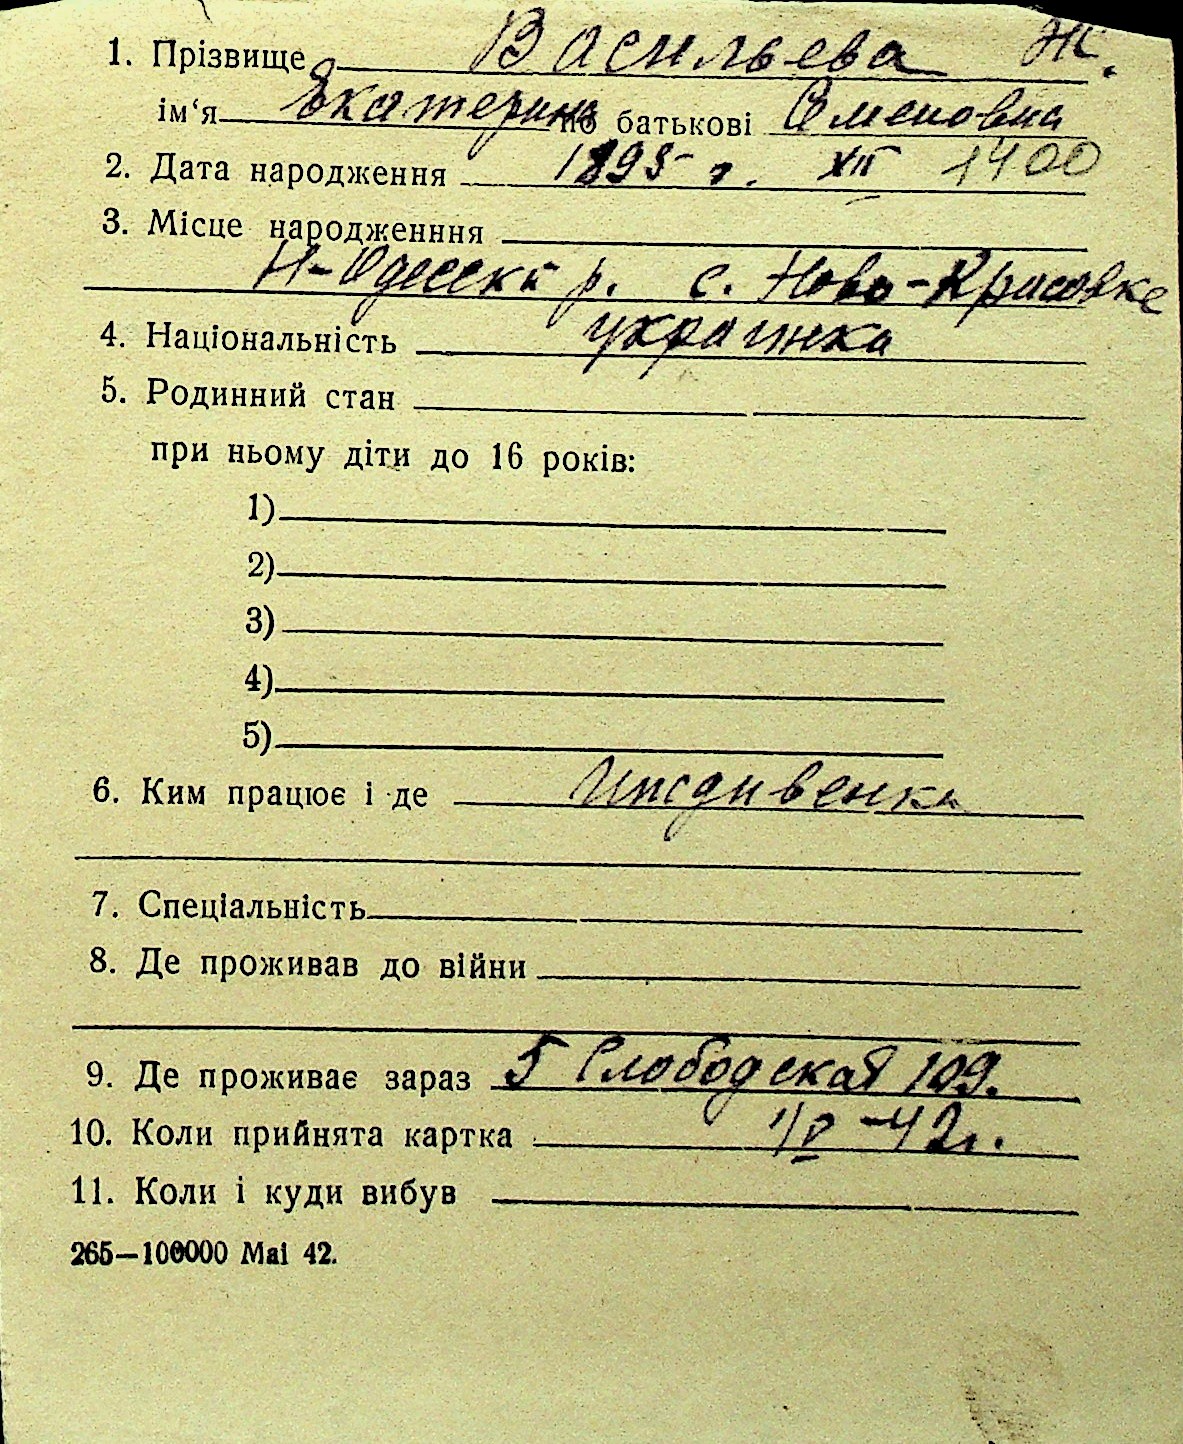 1. Прізвище Васильева Ж.
ім'я Екатерина по батькові Семеновна
2. Дата народження 1895 г. XII 1400
3. Місце народженння
Н-Одесск р. с. Ново-Красовке
4. Національність украинка
5. Родинний стан
при ньому діти до 16 років:
1)
2)
3)
4)
5)
6. Ким працює і де Иждивенка
7. Спеціальність
8. Де проживав до війни
9. Де проживає зараз 5 Слободская 109.
10. Коли прийнята картка -42г.
11. Коли і куди вибув
265—100000 Mai 42.